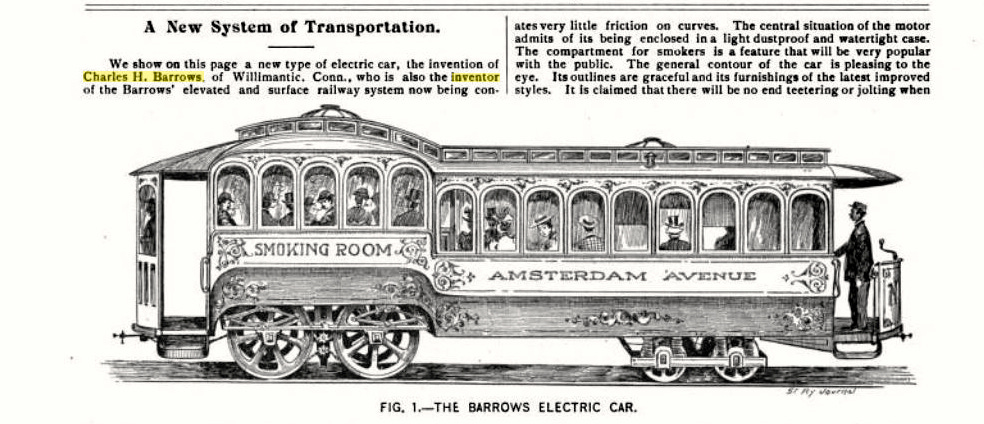 A New System of Transportation.
We show on this page a new type of electric car, the invention of
Charles H. Barrows, of Willimantic. Conn., who is also the inventor
of the Barrows' elevated and surface railway system now being con-
ates very little friction on curves. The central situation of the motor
admits of its being enclosed in a light dustproof and watertight case.
The compartment for smokers is a feature that will be very popular
with the public. The general contour of the car is pleasing to the
eye. Its outlines are graceful and its furnishings of the latest improved
styles. It is claimed that there will be no end teetering or jolting when
SMOKING ROOM
AMSTERDAM AVENUE
St Ry Journal
FIG. 1.—THE BARROWS ELECTRIC CAR.